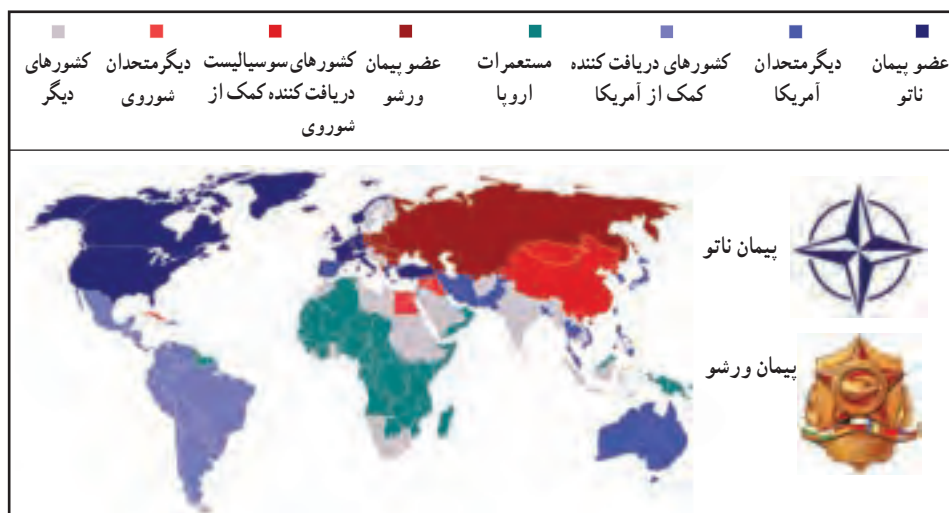 عضو پیمان ناتو
دیگرمتحدان آمریکا
کشورهای دریافت کننده کمک از آمریکا
مستعمرات اروپا
عضو پیمان ورشو
کشورهای سوسیالیست دریافت کننده کمک از شوروی
دیگرمتحدان شوروی
کشورهای دیگر
پیمان ناتو
پیمان ورشو